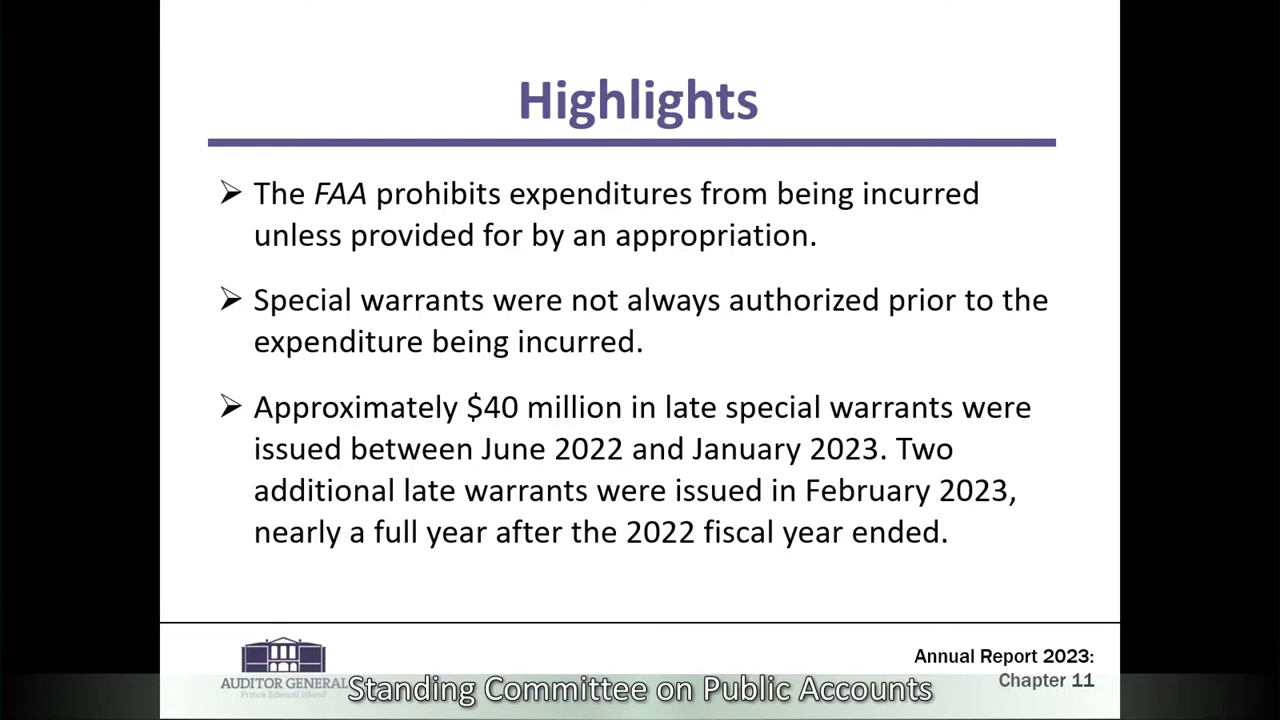 Highlights
The FAA prohibits expenditures from being incurred
unless provided for by an appropriation.
Special warrants were not always authorized prior to the
expenditure being incurred.
Approximately $40 million in late special warrants were
issued between June 2022 and January 2023. Two
additional late warrants were issued in February 2023,
nearly a full year after the 2022 fiscal year ended.
Annual Report 2023:
Chapter 11
AUDITOR GENERAL
Prince Edward Island
Standing Committee on Public Accounts